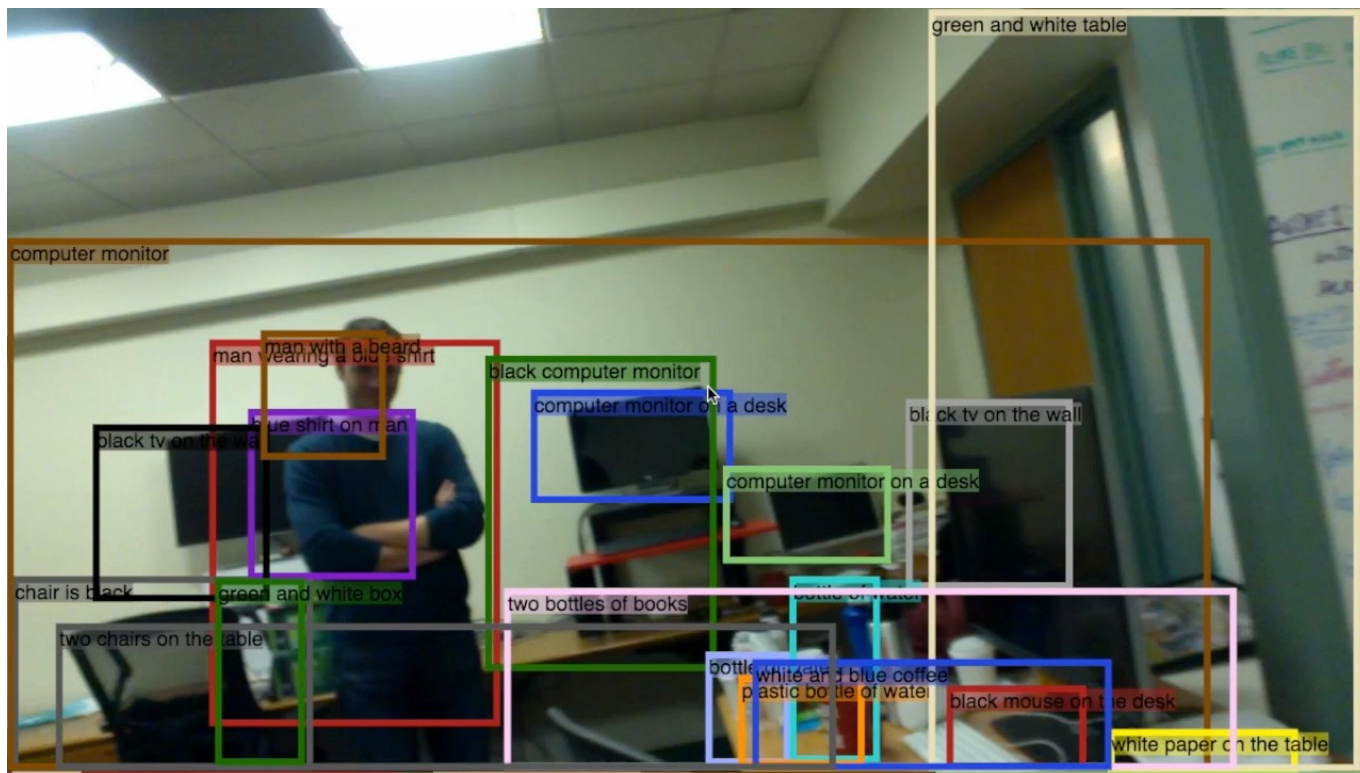 green and white table
computer monitor
man with a beard
man wearing a blue shirt
black computer monitor
computer monitor on a desk
black tv on the wall
blue shirt on man
black tv on the wa
computer monitor on a desk
chair is black
green and white box
bottle of water
two bottles of books
two chairs on the table
white and blue coffee
plastic bottle of water
black mouse on the desk
white paper on the table